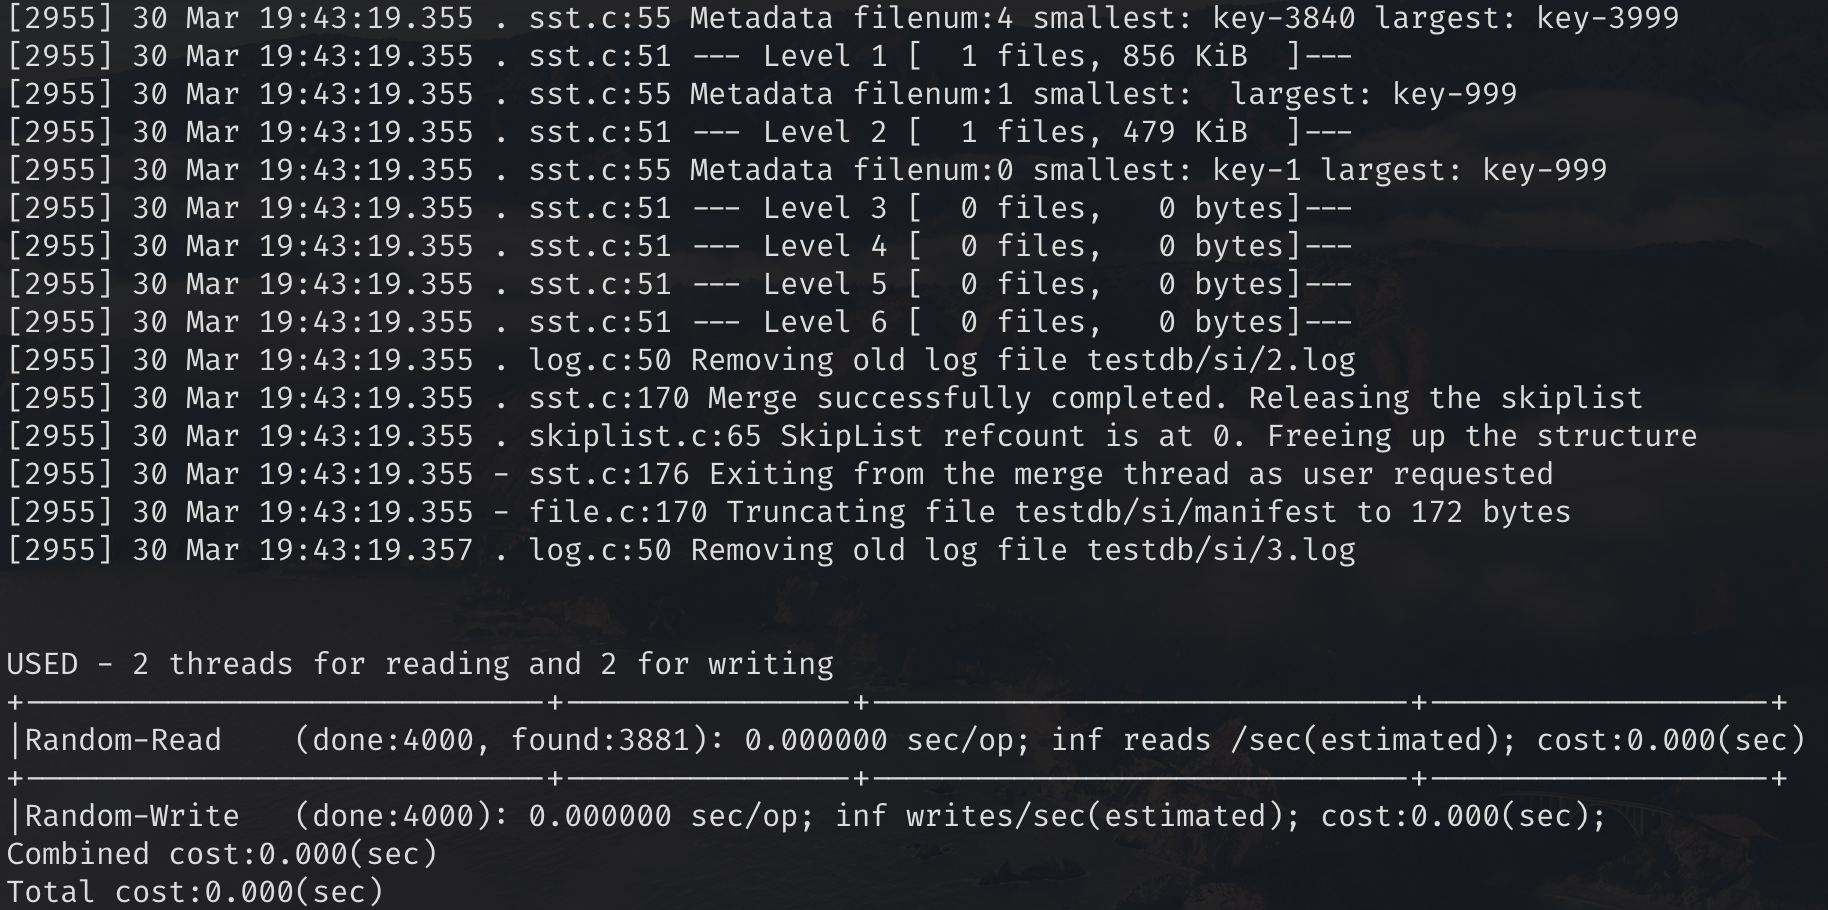 [2955] 30 Mar 19:43:19.355 . sst.c:55 Metadata filenum:4 smallest: key-3840 largest: key-3999
[2955] 30 Mar 19:43:19.355 . sst.c:51 --- Level 1 [  1 files, 856 KiB  ]---
[2955] 30 Mar 19:43:19.355 . sst.c:55 Metadata filenum:1 smallest:  largest: key-999
[2955] 30 Mar 19:43:19.355 . sst.c:51 --- Level 2 [  1 files, 479 KiB  ]---
[2955] 30 Mar 19:43:19.355 . sst.c:55 Metadata filenum:0 smallest: key-1 largest: key-999
[2955] 30 Mar 19:43:19.355 . sst.c:51 --- Level 3 [  0 files,   0 bytes]---
[2955] 30 Mar 19:43:19.355 . sst.c:51 --- Level 4 [  0 files,   0 bytes]---
[2955] 30 Mar 19:43:19.355 . sst.c:51 --- Level 5 [  0 files,   0 bytes]---
[2955] 30 Mar 19:43:19.355 . sst.c:51 --- Level 6 [  0 files,   0 bytes]---
[2955] 30 Mar 19:43:19.355 . log.c:50 Removing old log file testdb/si/2.log
[2955] 30 Mar 19:43:19.355 . sst.c:170 Merge successfully completed. Releasing the skiplist
[2955] 30 Mar 19:43:19.355 . skiplist.c:65 SkipList refcount is at 0. Freeing up the structure
[2955] 30 Mar 19:43:19.355 - sst.c:176 Exiting from the merge thread as user requested
[2955] 30 Mar 19:43:19.355 - file.c:170 Truncating file testdb/si/manifest to 172 bytes
[2955] 30 Mar 19:43:19.357 . log.c:50 Removing old log file testdb/si/3.log
USED - 2 threads for reading and 2 for writing
+-----------------------------+----------------+------------------------------+-------------------+
|Random-Read    (done:4000, found:3881): 0.000000 sec/op; inf reads /sec(estimated); cost:0.000(sec)
+-----------------------------+----------------+------------------------------+-------------------+
|Random-Write   (done:4000): 0.000000 sec/op; inf writes/sec(estimated); cost:0.000(sec);
Combined cost:0.000(sec)
Total cost:0.000(sec)